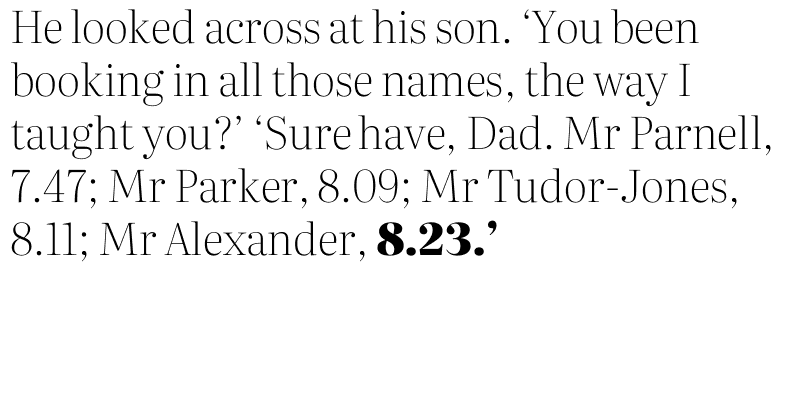 He looked across at his son. ‘You been
booking in all those names, the way I
taught you?’ ‘Sure have, Dad. Mr Parnell,
7.47; Mr Parker, 8.09; Mr Tudor-Jones,
8.11; Mr Alexander, 8.23.’